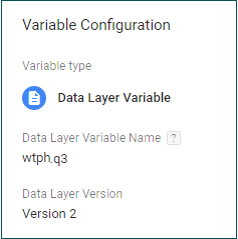 Variable Configuration
Variable type
Data Layer Variable
Data Layer Variable Name ?
wtph.q3
Data Layer Version
Version 2